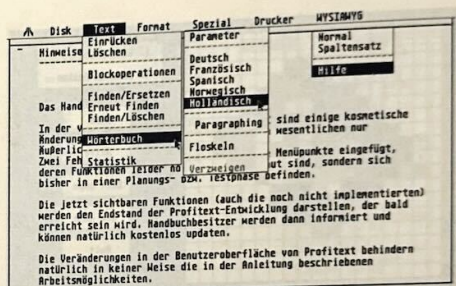 Disk Text Format Spezial Drucker WYSIAWYG
Hinweise
Einrücken
Löschen
Blockoperationen
Finden/Ersetzen
Erneut Finden
Finden/Löschen
Wörterbuch
Statistik
Parameter
Deutsch
Französisch
Spanisch
Norwegisch
Holländisch
Paragraphing
Floskeln
Verzweigen
Normal
Spaltensatz
Hilfe
Das Hand
In der v sind einige kosmetische
Änderung wesentlichen nur
Äußerlic
Zwei Feh Menüpunkte eingefügt,
deren Funktionen leider no ut sind, sondern sich
bisher in einer Planungs- bzw. Testphase befinden.
Die jetzt sichtbaren Funktionen (auch die noch nicht implementierten)
werden den Endstand der Profitext-Entwicklung darstellen, der bald
erreicht sein wird. Handbuchbesitzer werden dann informiert und
können natürlich kostenlos updaten.
Die Veränderungen in der Benutzeroberfläche von Profitext behindern
natürlich in keiner Weise die in der Anleitung beschriebenen
Arbeitsmöglichkeiten.